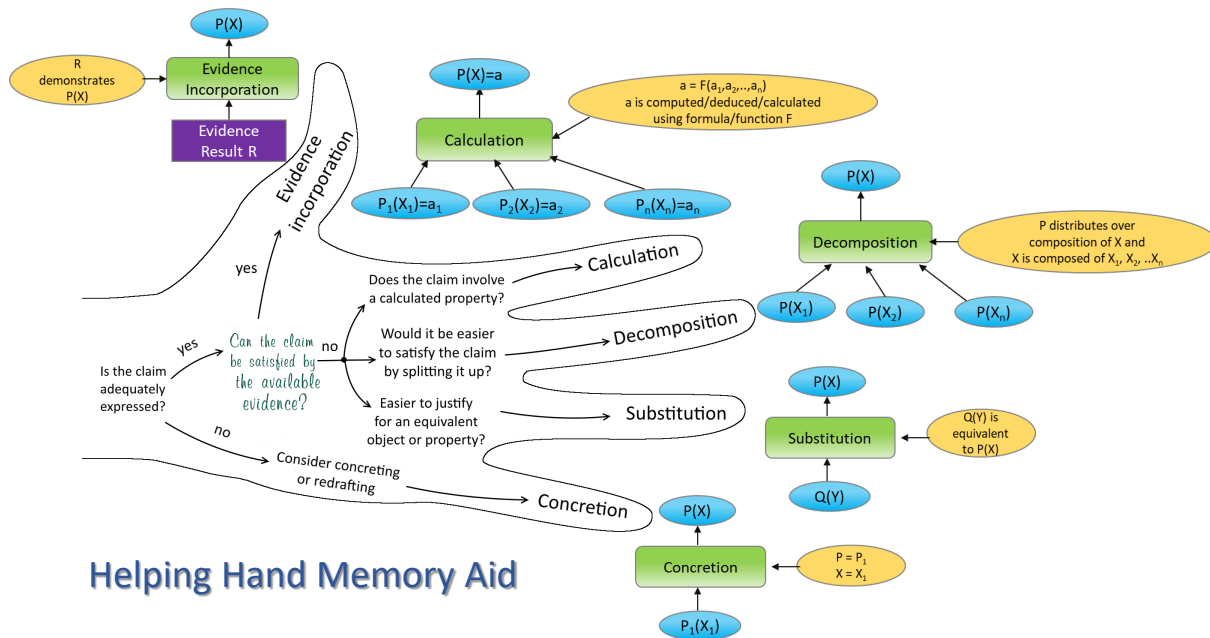 P(X)
R
demonstrates
P(X)
Evidence
Incorporation
Evidence
Result R
Evidence
incorporation
P(X)=a
a = F(a₁,a₂,..,aₙ)
a is computed/deduced/calculated
using formula/function F
Calculation
P₁(X₁)=a₁
P₂(X₂)=a₂
Pₙ(Xₙ)=aₙ
P(X)
Decomposition
P distributes over
composition of X and
X is composed of X₁, X₂, ..Xₙ
P(X₁)
P(X₂)
P(Xₙ)
yes
Does the claim involve
a calculated property?
Calculation
Is the claim
adequately
expressed?
yes
Can the claim
be satisfied by
the available
evidence?
no
Would it be easier
to satisfy the claim
by splitting it up?
Decomposition
Easier to justify
for an equivalent
object or property?
Substitution
no
Consider concreting
or redrafting
Concretion
P(X)
Substitution
Q(Y) is
equivalent
to P(X)
Q(Y)
P(X)
Concretion
P = P₁
X = X₁
P₁(X₁)
Helping Hand Memory Aid